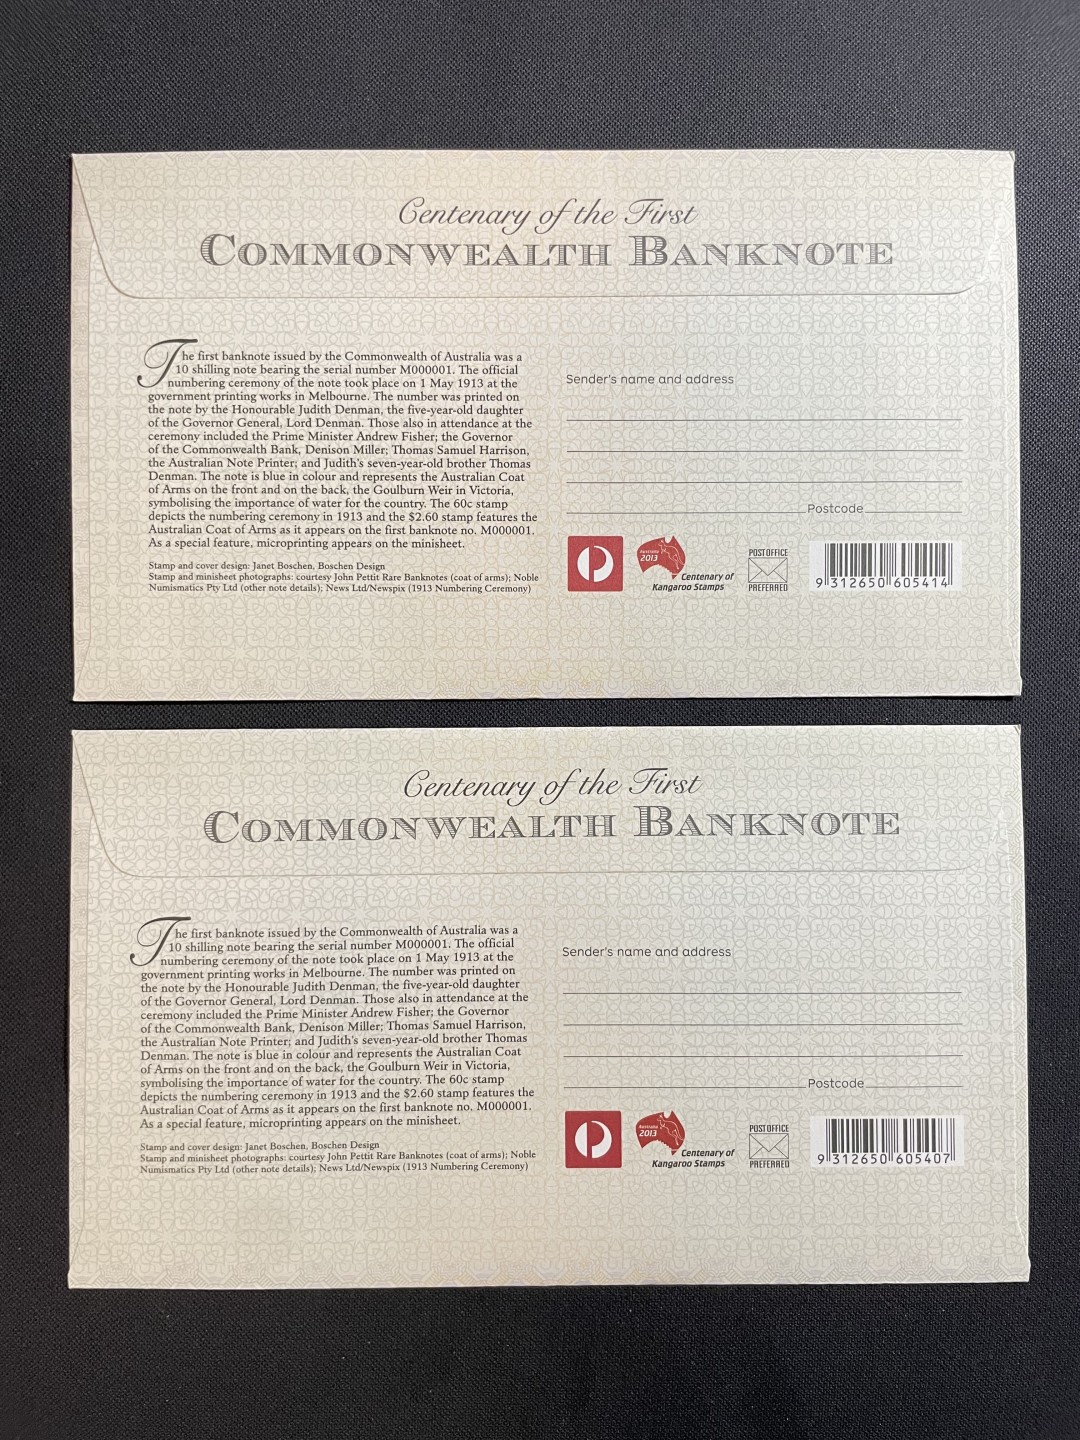 Centenary of the First
COMMONWEALTH BANKNOTE
The first banknote issued by the Commonwealth of Australia was a
10 shilling note bearing the serial number M000001. The official
numbering ceremony of the note took place on 1 May 1913 at the
government printing works in Melbourne. The number was printed on
the note by the Honourable Judith Denman, the five-year-old daughter
of the Governor General, Lord Denman. Those also in attendance at the
ceremony included the Prime Minister Andrew Fisher; the Governor
of the Commonwealth Bank, Denison Miller; Thomas Samuel Harrison,
the Australian Note Printer; and Judith's seven-year-old brother Thomas
Denman. The note is blue in colour and represents the Australian Coat
of Arms on the front and on the back, the Goulburn Weir in Victoria,
symbolising the importance of water for the country. The 60c stamp
depicts the numbering ceremony in 1913 and the $2.60 stamp features the
Australian Coat of Arms as it appears on the first banknote no. M000001.
As a special feature, microprinting appears on the minisheet.
Stamp and cover design: Janet Boschen, Boschen Design
Stamp and minisheet photographs: courtesy John Pettit Rare Banknotes (coat of arms); Noble
Numismatics Pty Ltd (other note details); News Ltd/Newspix (1913 Numbering Ceremony)
Sender's name and address
Postcode
Australia
2013
Centenary of
Kangaroo Stamps
POST OFFICE
PREFERRED
9 312650 605414
Centenary of the First
COMMONWEALTH BANKNOTE
The first banknote issued by the Commonwealth of Australia was a
10 shilling note bearing the serial number M000001. The official
numbering ceremony of the note took place on 1 May 1913 at the
government printing works in Melbourne. The number was printed on
the note by the Honourable Judith Denman, the five-year-old daughter
of the Governor General, Lord Denman. Those also in attendance at the
ceremony included the Prime Minister Andrew Fisher; the Governor
of the Commonwealth Bank, Denison Miller; Thomas Samuel Harrison,
the Australian Note Printer; and Judith's seven-year-old brother Thomas
Denman. The note is blue in colour and represents the Australian Coat
of Arms on the front and on the back, the Goulburn Weir in Victoria,
symbolising the importance of water for the country. The 60c stamp
depicts the numbering ceremony in 1913 and the $2.60 stamp features the
Australian Coat of Arms as it appears on the first banknote no. M000001.
As a special feature, microprinting appears on the minisheet.
Stamp and cover design: Janet Boschen, Boschen Design
Stamp and minisheet photographs: courtesy John Pettit Rare Banknotes (coat of arms); Noble
Numismatics Pty Ltd (other note details); News Ltd/Newspix (1913 Numbering Ceremony)
Sender's name and address
Postcode
Australia
2013
Centenary of
Kangaroo Stamps
POST OFFICE
PREFERRED
9 312650 605407